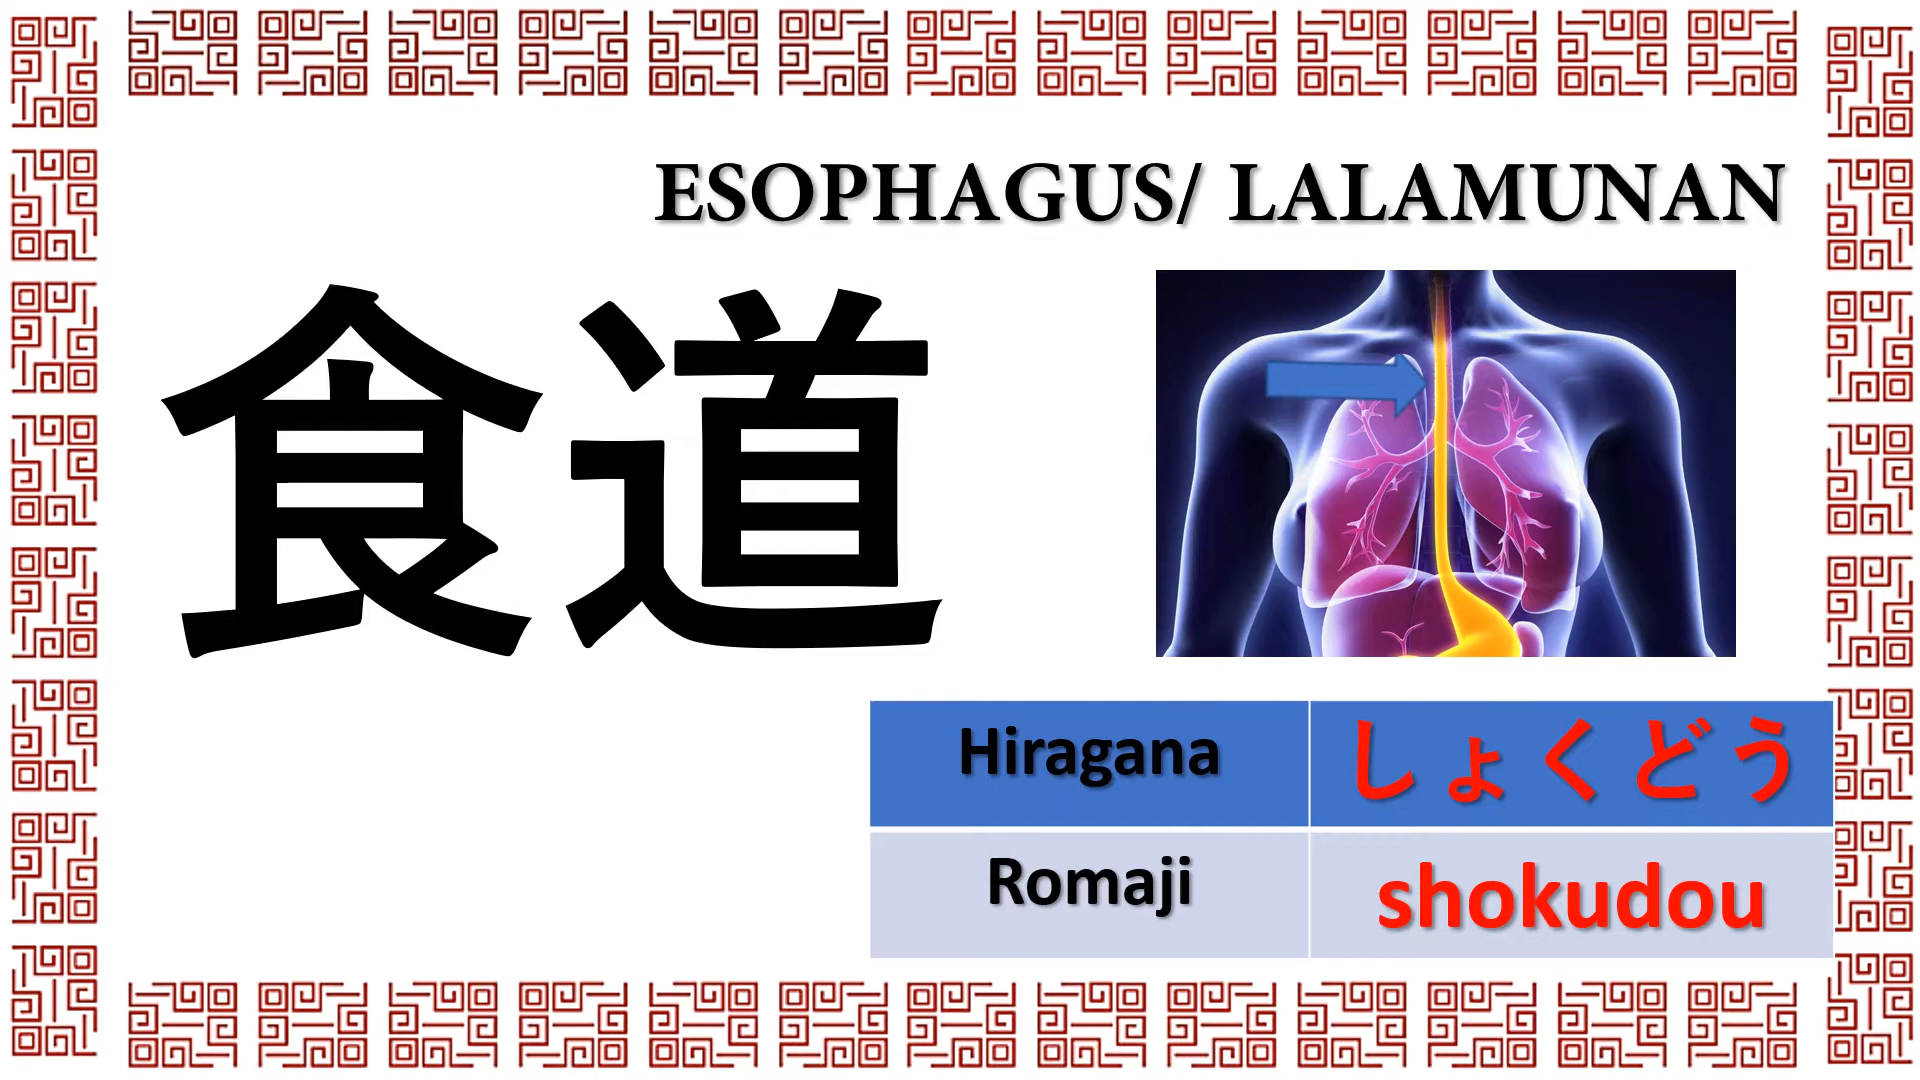 ESOPHAGUS/ LALAMUNAN
食道
Hiragana しょくどう
Romaji shokudou